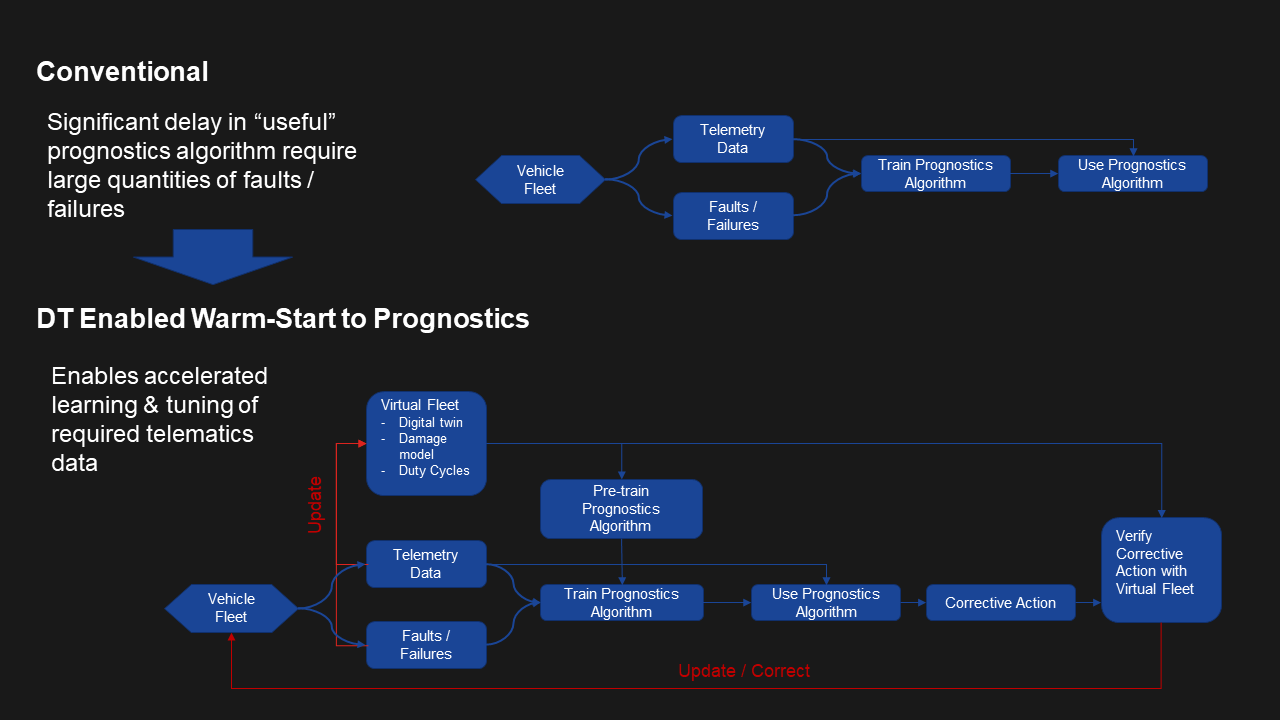 Conventional
Significant delay in “useful”
prognostics algorithm require
large quantities of faults /
failures
Vehicle
Fleet
Telemetry
Data
Faults /
Failures
Train Prognostics
Algorithm
Use Prognostics
Algorithm
DT Enabled Warm-Start to Prognostics
Enables accelerated
learning & tuning of
required telematics
data
Virtual Fleet
- Digital twin
- Damage
model
- Duty Cycles
Update
Pre-train
Prognostics
Algorithm
Telemetry
Data
Vehicle
Fleet
Faults /
Failures
Train Prognostics
Algorithm
Use Prognostics
Algorithm
Corrective Action
Verify
Corrective
Action with
Virtual Fleet
Update / Correct